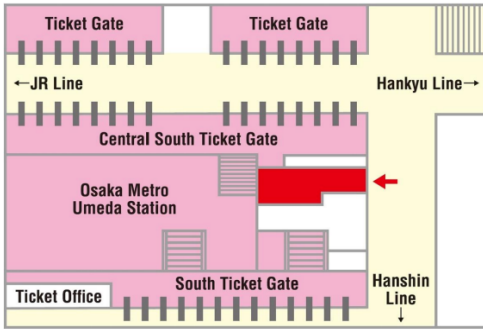 Ticket Gate
Ticket Gate
←JR Line
Hankyu Line→
Central South Ticket Gate
Osaka Metro
Umeda Station
South Ticket Gate
Ticket Office
Hanshin
Line
↓